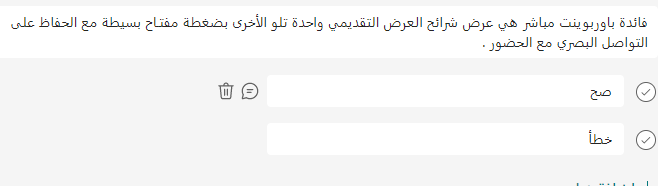 فائدة باوربوينت مباشر هي عرض شرائح العرض التقديمي واحدة تلو الأخرى بضغطة مفتاح بسيطة مع الحفاظ على
التواصل البصري مع الحضور .
صح
خطأ